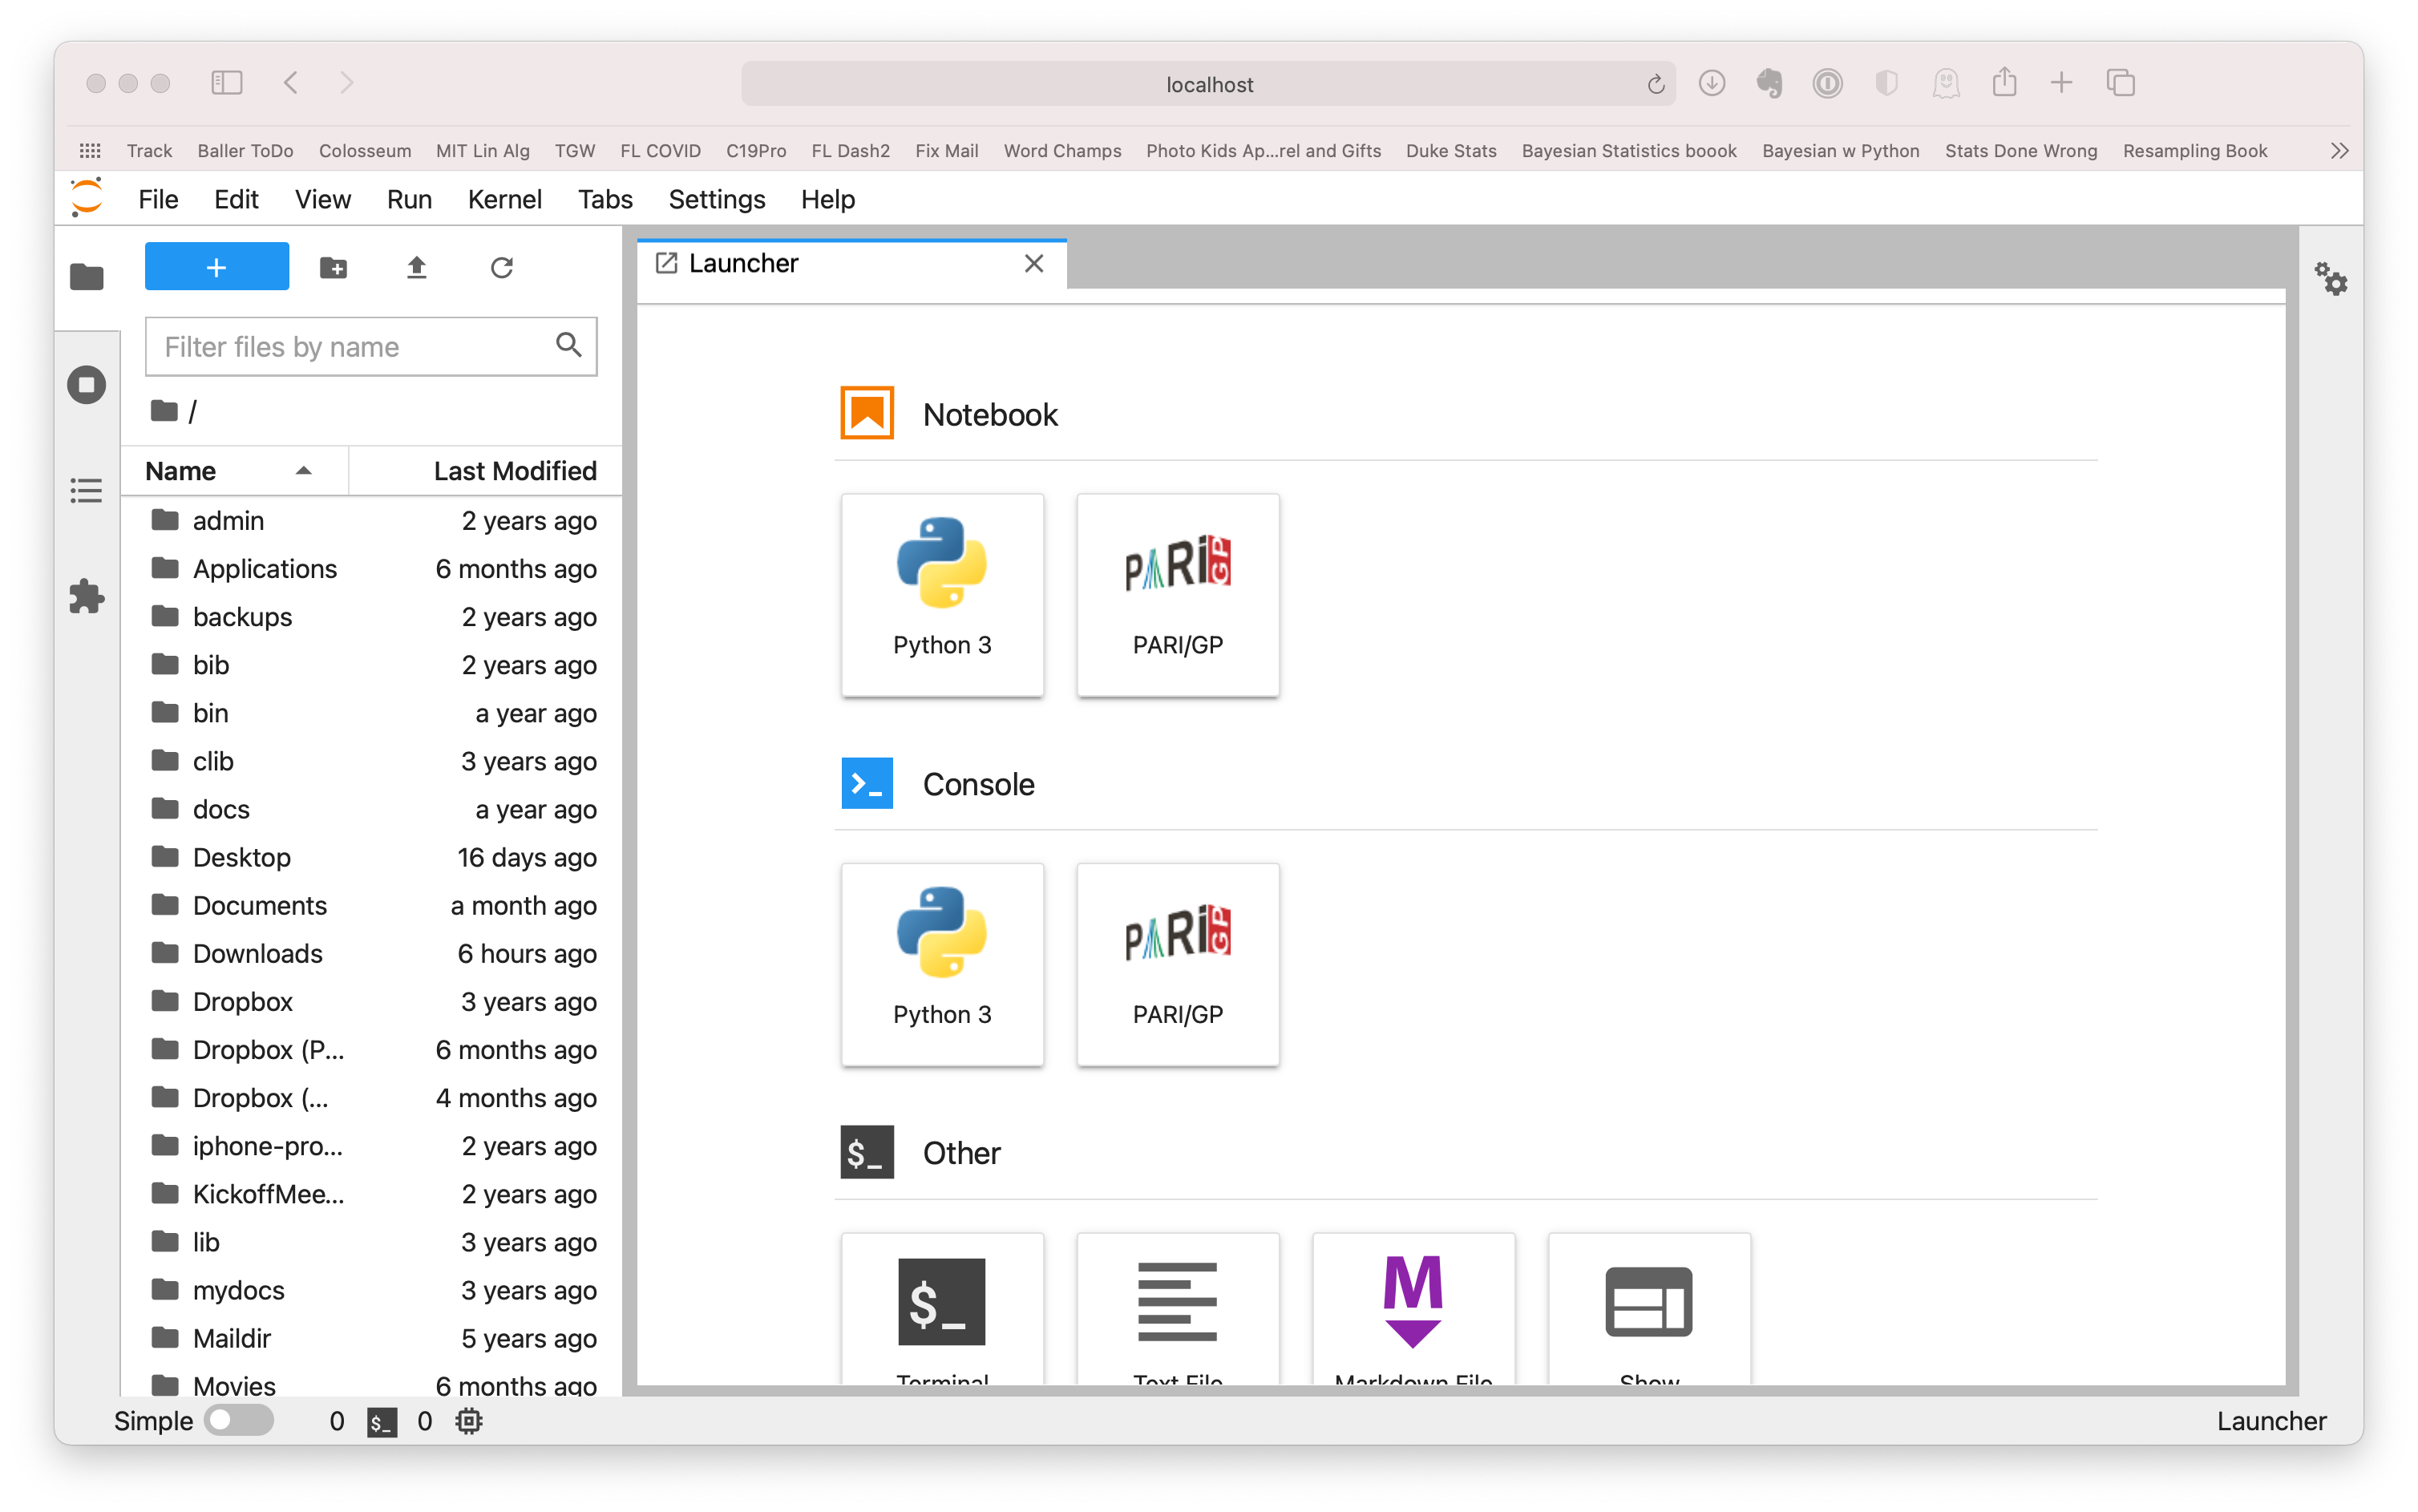 localhost
Track Baller ToDo Colosseum MIT Lin Alg TGW FL COVID C19Pro FL Dash2 Fix Mail Word Champs Photo Kids Ap...rel and Gifts Duke Stats Bayesian Statistics boook Bayesian w Python Stats Done Wrong Resampling Book
File Edit View Run Kernel Tabs Settings Help
+
Filter files by name
/
Name Last Modified
admin 2 years ago
Applications 6 months ago
backups 2 years ago
bib 2 years ago
bin a year ago
clib 3 years ago
docs a year ago
Desktop 16 days ago
Documents a month ago
Downloads 6 hours ago
Dropbox 3 years ago
Dropbox (P... 6 months ago
Dropbox (... 4 months ago
iphone-pro... 2 years ago
KickoffMee... 2 years ago
lib 3 years ago
mydocs 3 years ago
Maildir 5 years ago
Movies 6 months ago
Launcher
Notebook
PARI GP
Python 3 PARI/GP
Console
PARI GP
Python 3 PARI/GP
$_ Other
$_ M
Terminal Text File Markdown File Show
Simple 0 $_ 0 Launcher